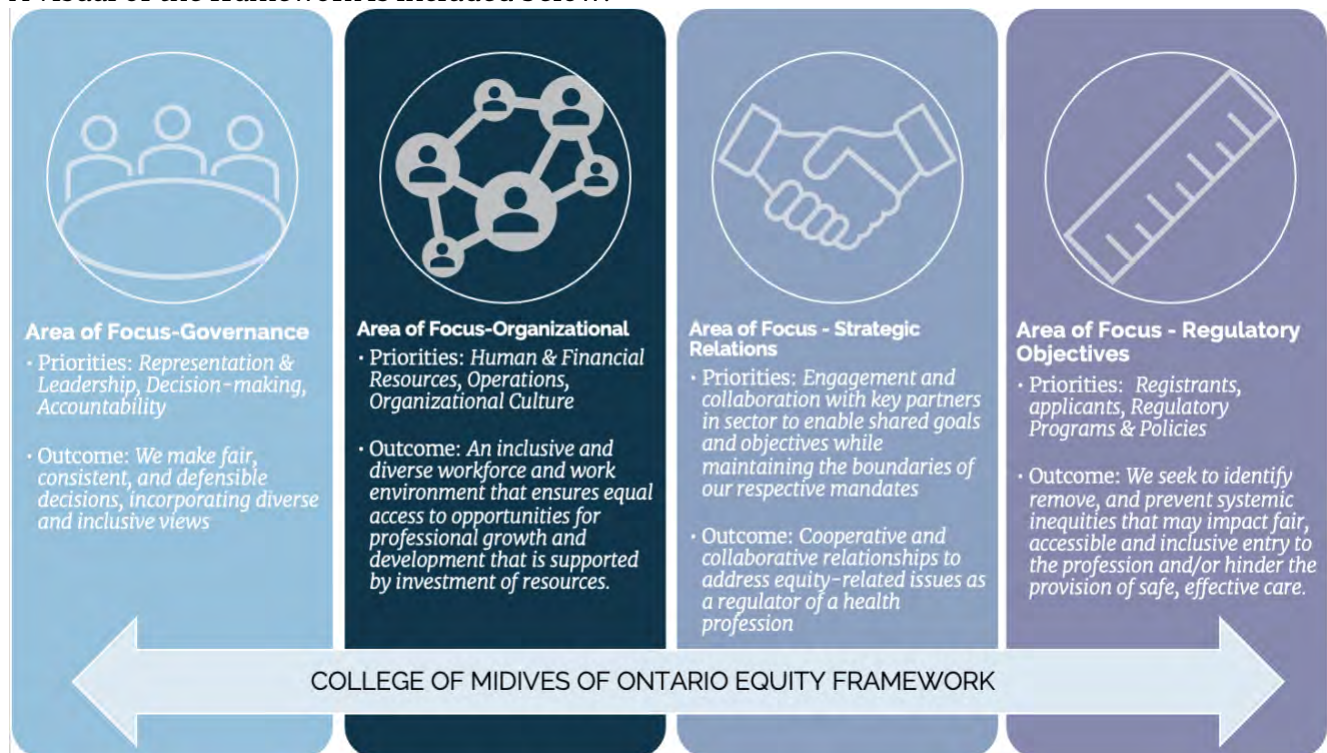 A visual of the framework is included below:
Area of Focus-Governance
· Priorities: Representation &
Leadership, Decision-making,
Accountability
· Outcome: We make fair,
consistent, and defensible
decisions, incorporating diverse
and inclusive views
Area of Focus-Organizational
· Priorities: Human & Financial
Resources, Operations,
Organizational Culture
· Outcome: An inclusive and
diverse workforce and work
environment that ensures equal
access to opportunities for
professional growth and
development that is supported
by investment of resources.
Area of Focus - Strategic
Relations
· Priorities: Engagement and
collaboration with key partners
in sector to enable shared goals
and objectives while
maintaining the boundaries of
our respective mandates
· Outcome: Cooperative and
collaborative relationships to
address equity-related issues as
a regulator of a health
profession
Area of Focus - Regulatory
Objectives
· Priorities: Registrants,
applicants, Regulatory
Programs & Policies
· Outcome: We seek to identify
remove, and prevent systemic
inequities that may impact fair,
accessible and inclusive entry to
the profession and/or hinder the
provision of safe, effective care.
COLLEGE OF MIDIVES OF ONTARIO EQUITY FRAMEWORK